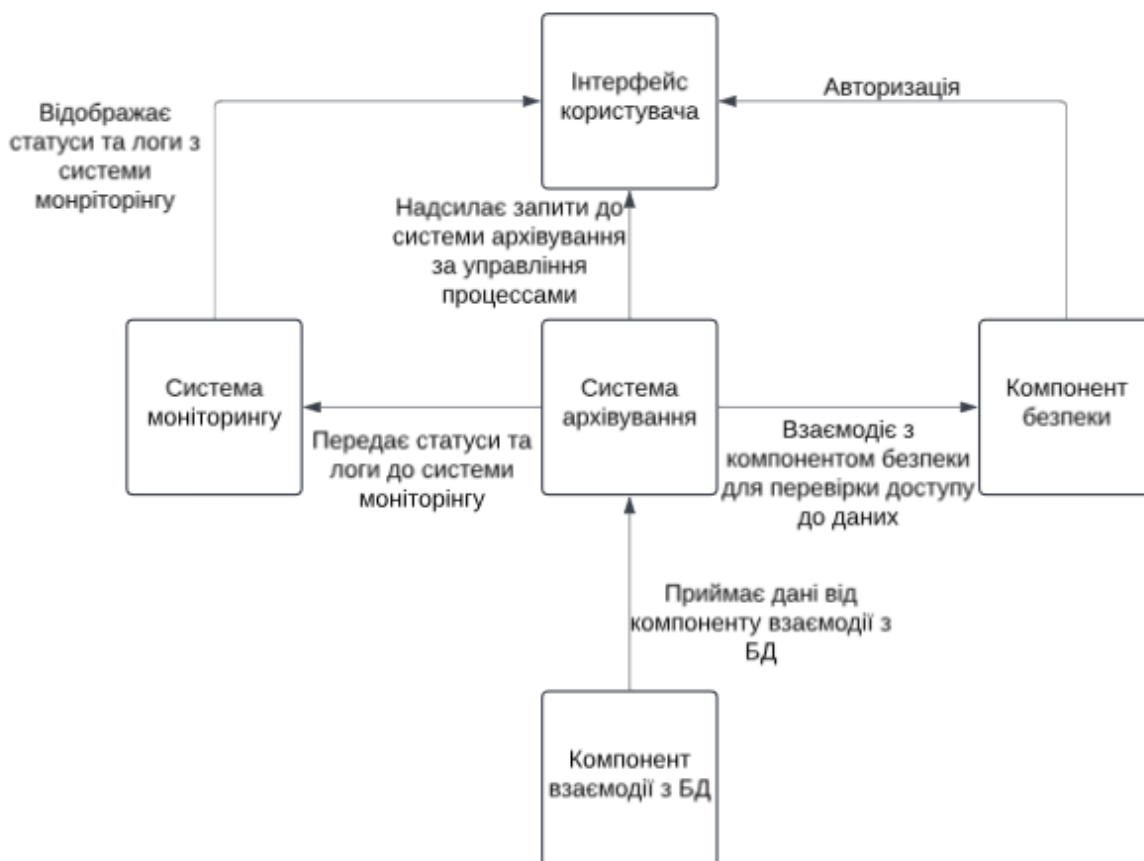 Інтерфейс
користувача
Авторизація
Відображає
статуси та логи з
системи
монріторінгу
Надсилає запити до
системи архівування
за управління
процессами
Система
моніторингу
Система
архівування
Компонент
безпеки
Передає статуси та
логи до системи
моніторінгу
Взаємодіє з
компонентом безпеки
для перевірки доступу
до даних
Приймає дані від
компоненту взаємодії з
БД
Компонент
взаємодії з БД